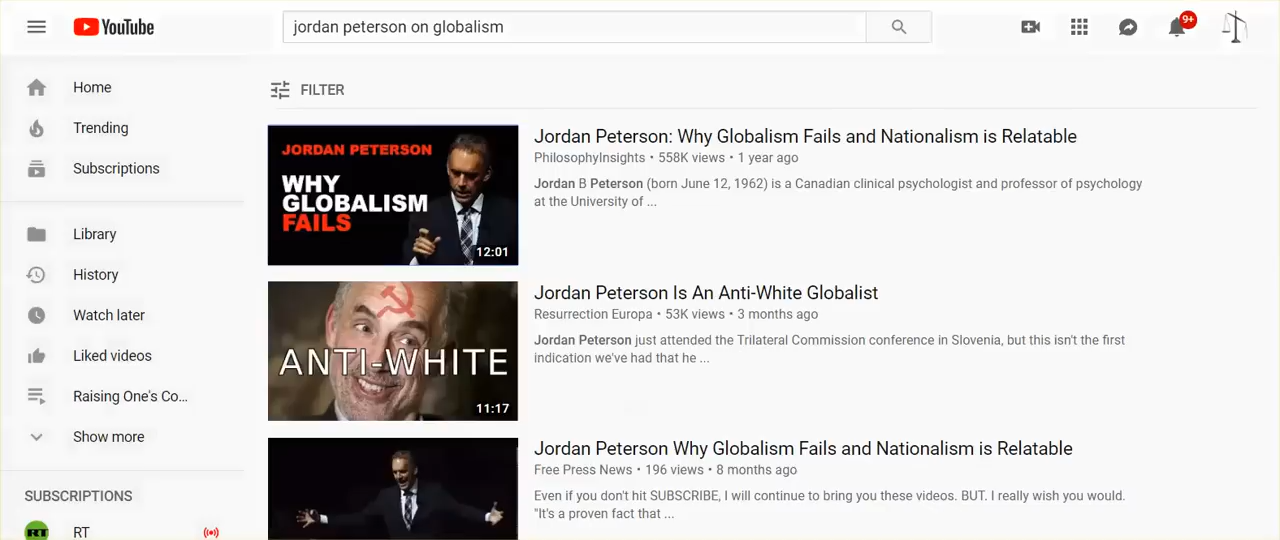 YouTube
jordan peterson on globalism
9+
Home
Trending
Subscriptions
Library
History
Watch later
Liked videos
Raising One's Co...
Show more
SUBSCRIPTIONS
RT
RT
FILTER
JORDAN PETERSON
WHY
GLOBALISM
FAILS
12:01
Jordan Peterson: Why Globalism Fails and Nationalism is Relatable
PhilosophyInsights • 558K views • 1 year ago
Jordan B Peterson (born June 12, 1962) is a Canadian clinical psychologist and professor of psychology
at the University of ...
ANTI-WHITE
11:17
Jordan Peterson Is An Anti-White Globalist
Resurrection Europa • 53K views • 3 months ago
Jordan Peterson just attended the Trilateral Commission conference in Slovenia, but this isn't the first
indication we've had that he ...
Jordan Peterson Why Globalism Fails and Nationalism is Relatable
Free Press News • 196 views • 8 months ago
Even if you don't hit SUBSCRIBE, I will continue to bring you these videos. BUT. I really wish you would.
"It's a proven fact that ...